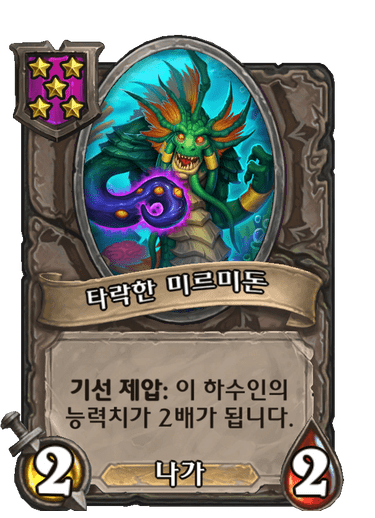 타락한 미르미돈
기선 제압: 이 하수인의
능력치가 2배가 됩니다.
2
나가
2